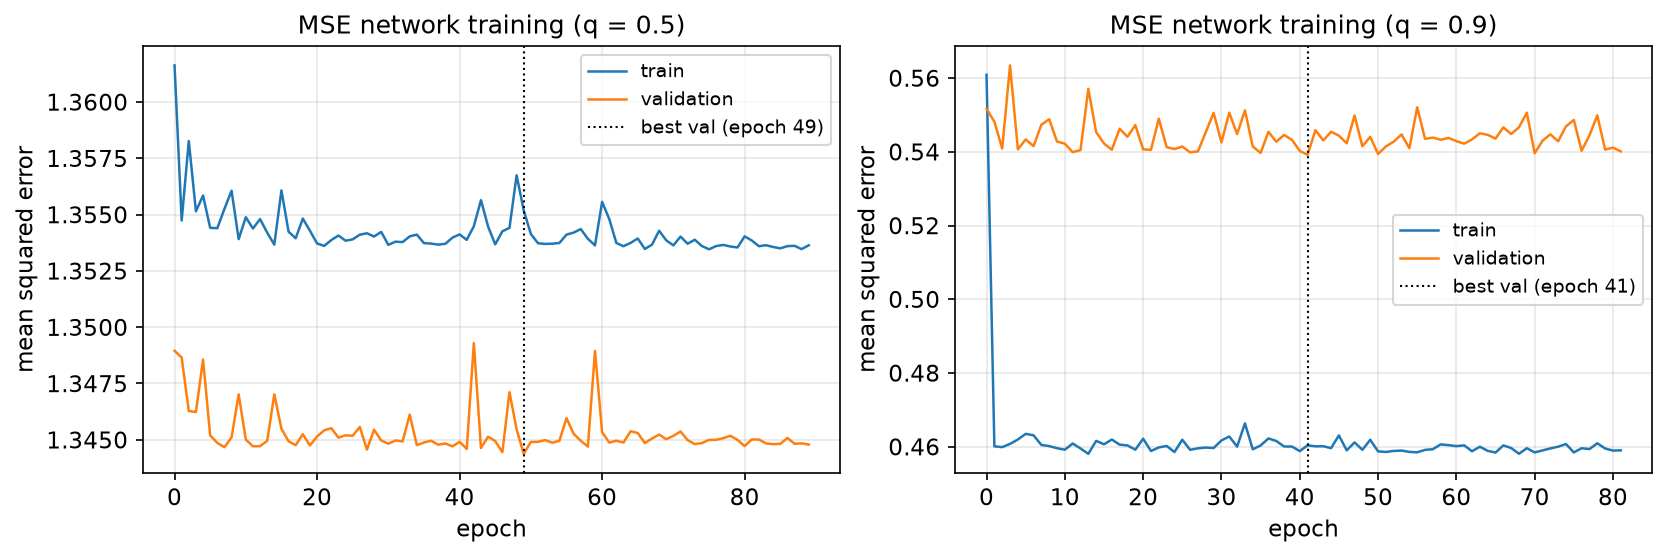 MSE network training (q = 0.5)
mean squared error
1.3600
1.3575
1.3550
1.3525
1.3500
1.3475
1.3450
train
validation
best val (epoch 49)
0 20 40 60 80
epoch
MSE network training (q = 0.9)
mean squared error
0.56
0.54
0.52
0.50
0.48
0.46
train
validation
best val (epoch 41)
0 10 20 30 40 50 60 70 80
epoch